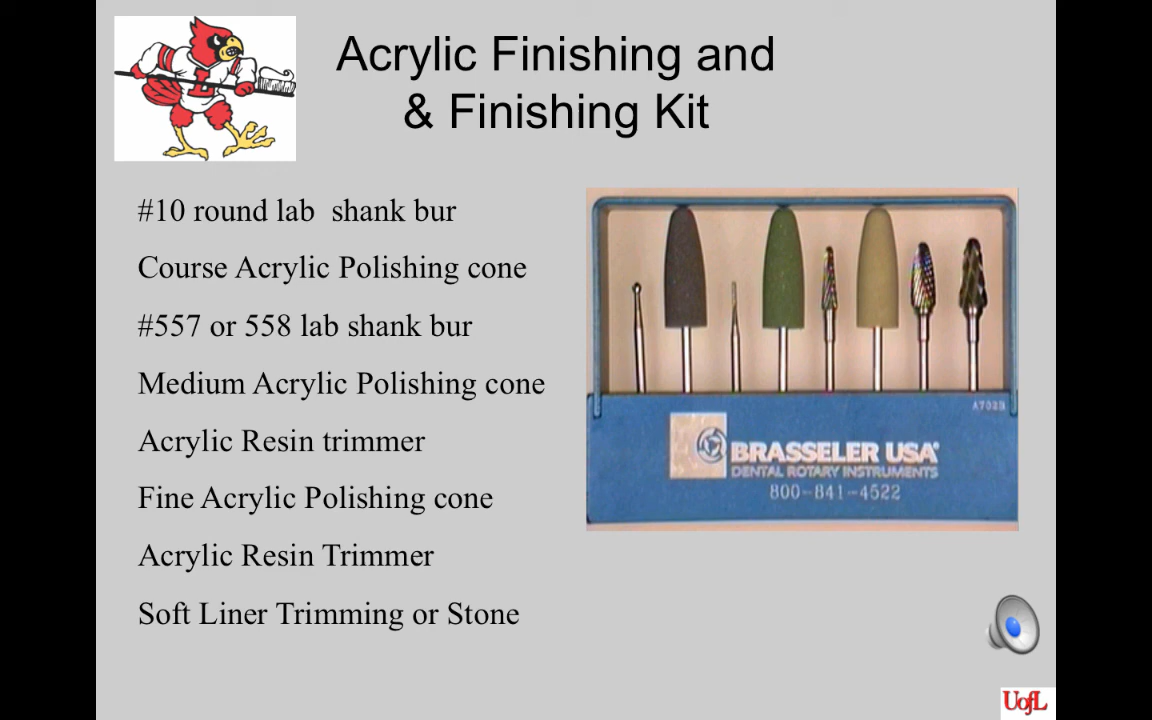 Acrylic Finishing and
& Finishing Kit
#10 round lab  shank bur
Course Acrylic Polishing cone
#557 or 558 lab shank bur
Medium Acrylic Polishing cone
Acrylic Resin trimmer
Fine Acrylic Polishing cone
Acrylic Resin Trimmer
Soft Liner Trimming or Stone
L
A702B
BRASSELER USA®
DENTAL ROTARY INSTRUMENTS
800-841-4522
UofL